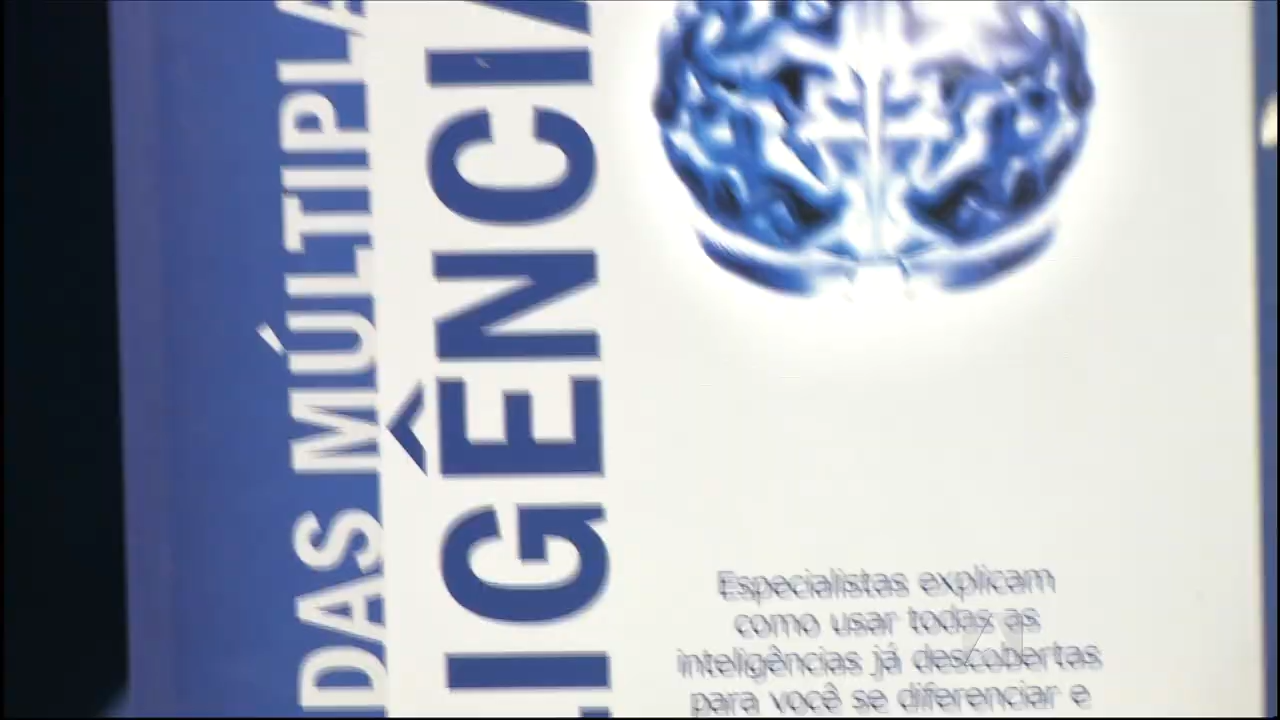 DAS MÚLTIPLA
LIGÊNCIA
Especialistas explicam
como usar todas as
inteligências já descobertas
para você se diferenciar e